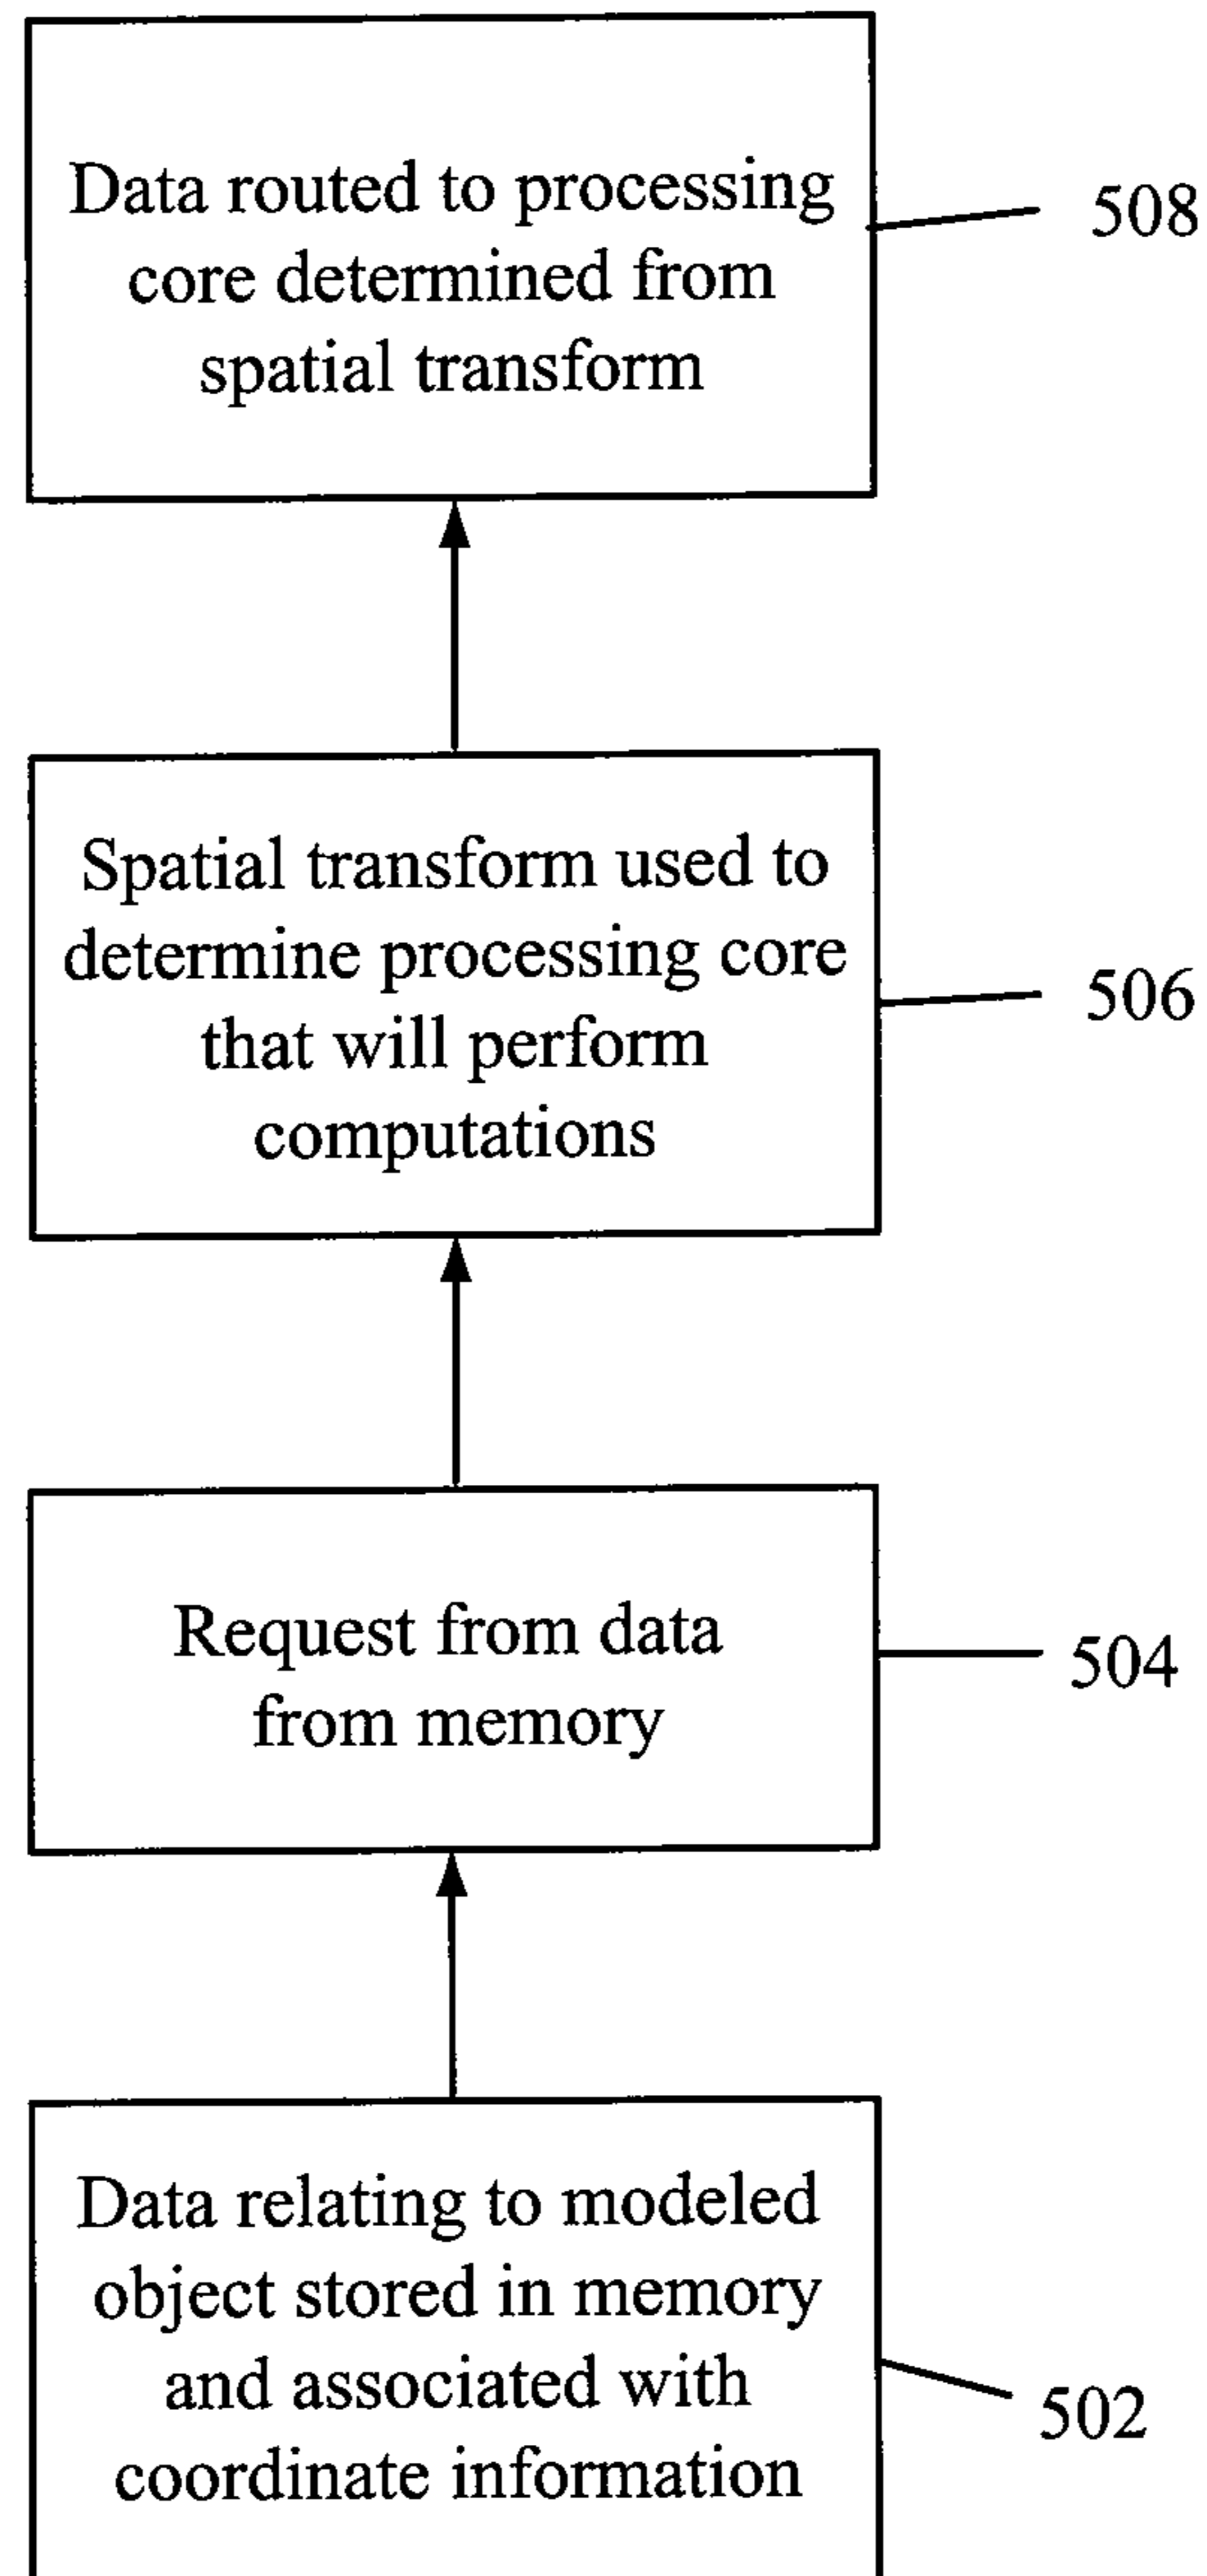 Data routed to processing
core determined from
spatial transform
508
Spatial transform used to
determine processing core
that will perform
computations
506
Request from data
from memory
504
Data relating to modeled
object stored in memory
and associated with
coordinate information
502